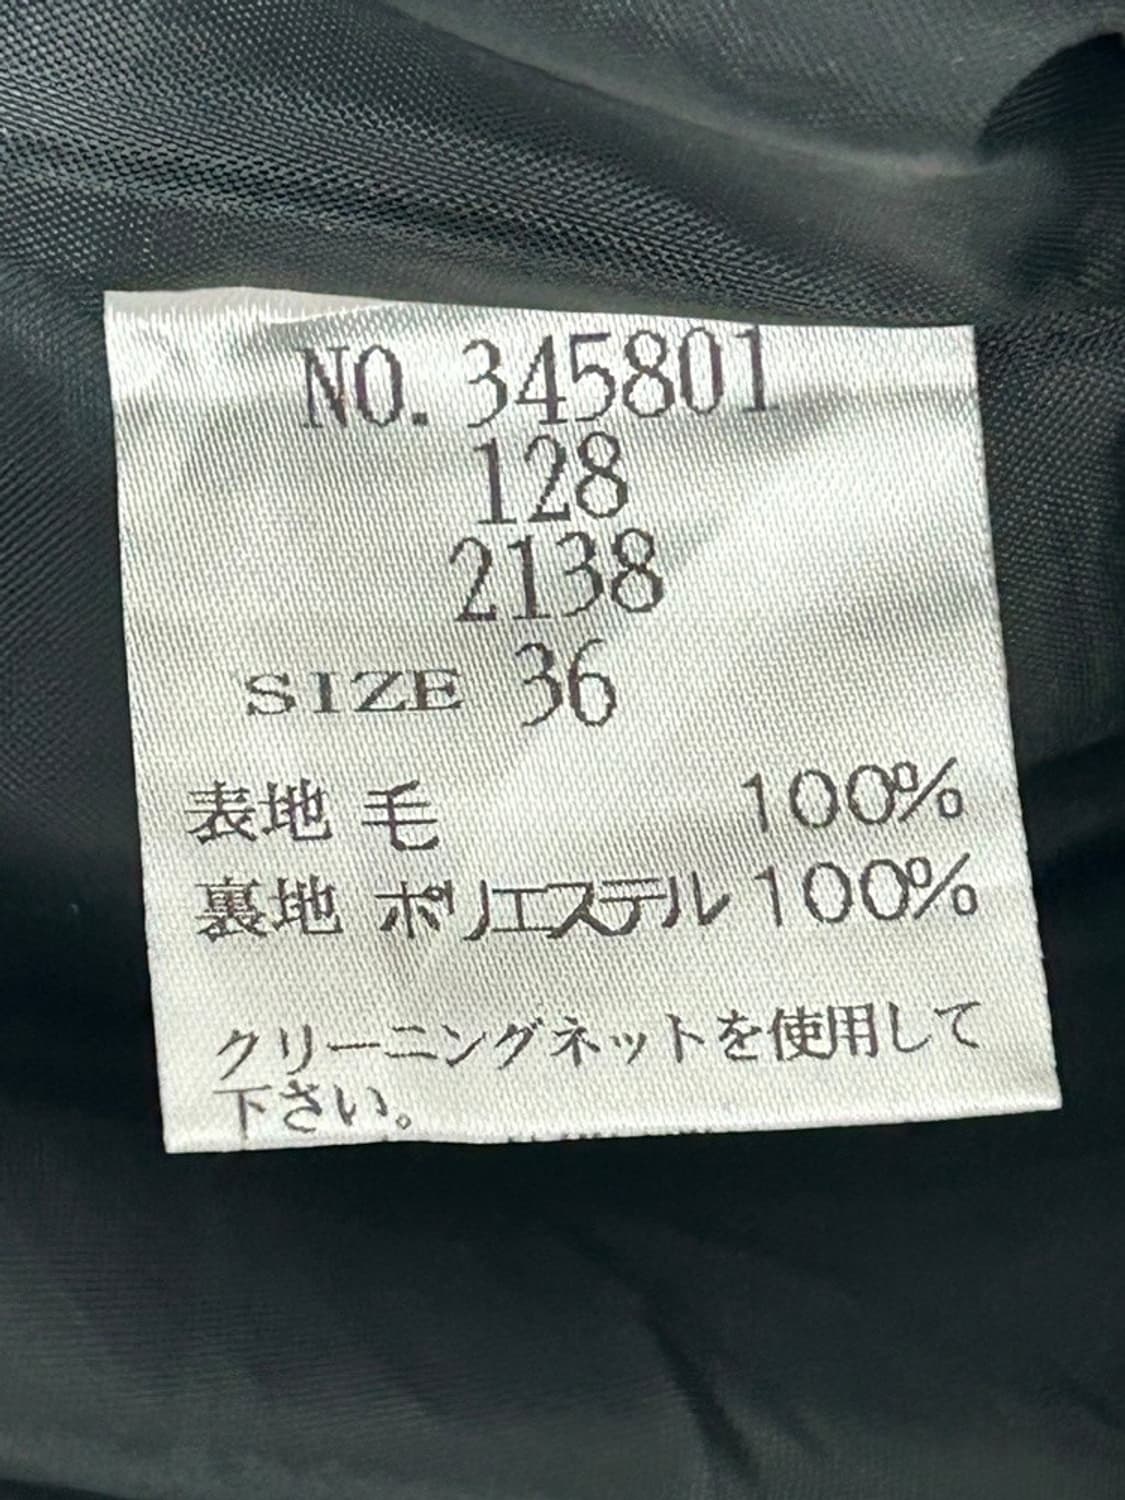 NO. 345801
128
2138
SIZE 36
表地 毛 100%
裏地 ポリエステル 100%
クリーニングネットを使用して
下さい。